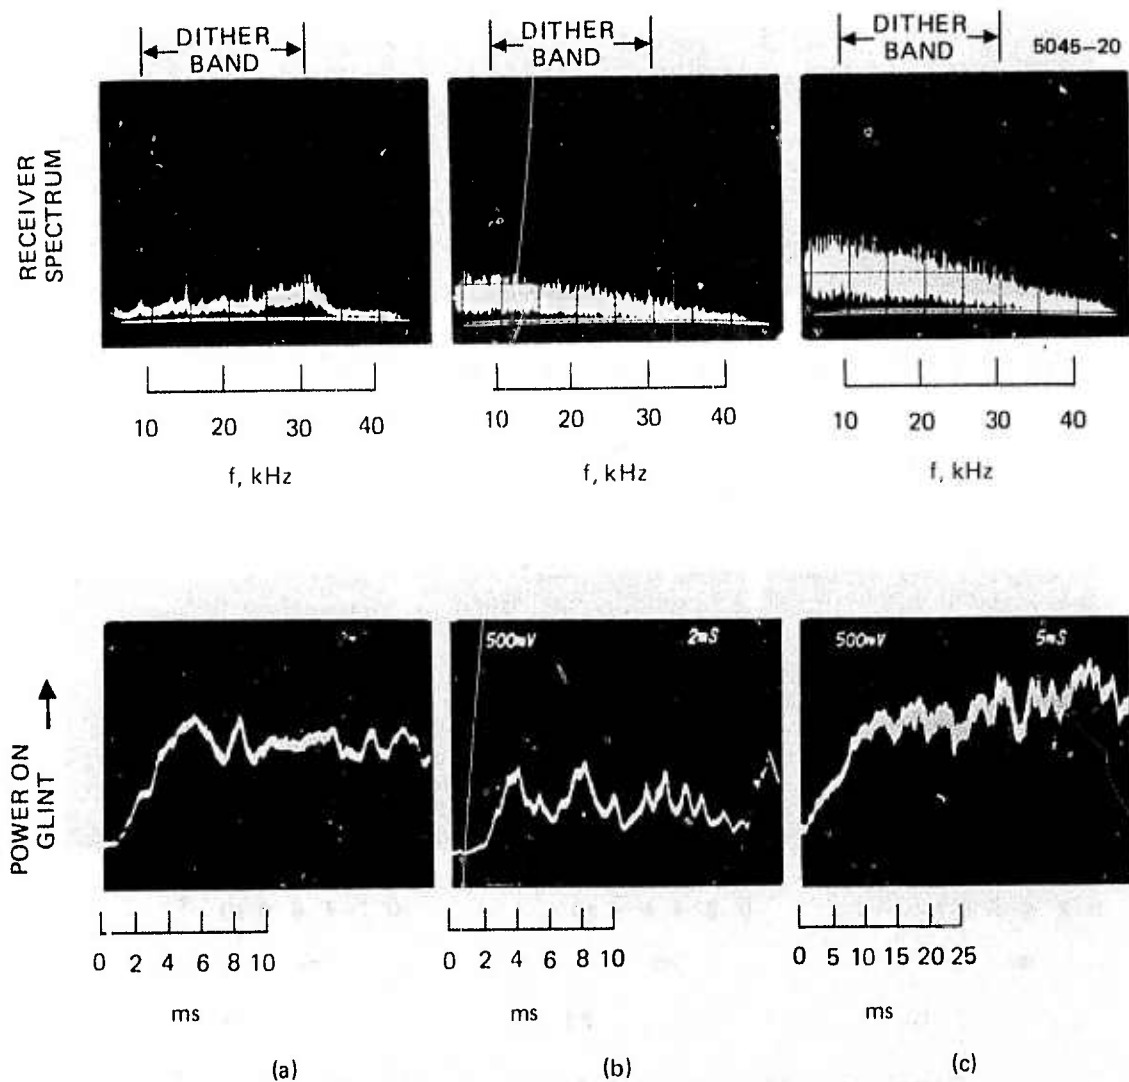 DITHER
BAND
DITHER
BAND
DITHER
BAND
5045–20
RECEIVER
SPECTRUM
10 20 30 40
10 20 30 40
10 20 30 40
f, kHz
f, kHz
f, kHz
500mV 2mS
500mV 5mS
POWER ON
GLINT
0 2 4 6 8 10
0 2 4 6 8 10
0 5 10 15 20 25
ms
ms
ms
(a)
(b)
(c)